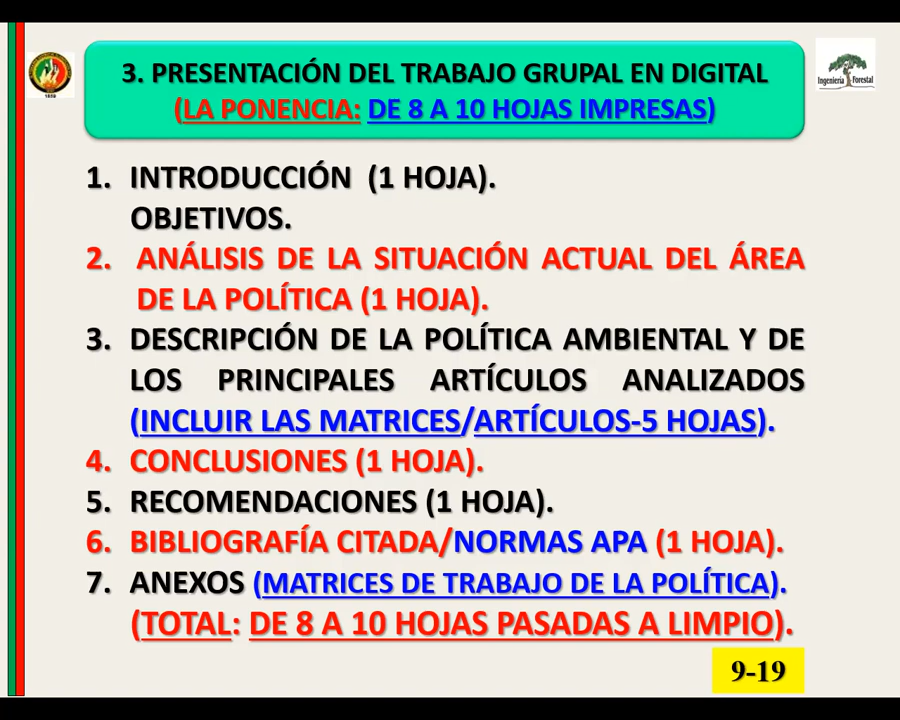 3. PRESENTACIÓN DEL TRABAJO GRUPAL EN DIGITAL
(LA PONENCIA: DE 8 A 10 HOJAS IMPRESAS)
Ingeniería Forestal
1859
1. INTRODUCCIÓN (1 HOJA).
OBJETIVOS.
2. ANÁLISIS DE LA SITUACIÓN ACTUAL DEL ÁREA
DE LA POLÍTICA (1 HOJA).
3. DESCRIPCIÓN DE LA POLÍTICA AMBIENTAL Y DE
LOS PRINCIPALES ARTÍCULOS ANALIZADOS
(INCLUIR LAS MATRICES/ARTÍCULOS-5 HOJAS).
4. CONCLUSIONES (1 HOJA).
5. RECOMENDACIONES (1 HOJA).
6. BIBLIOGRAFÍA CITADA/NORMAS APA (1 HOJA).
7. ANEXOS (MATRICES DE TRABAJO DE LA POLÍTICA).
(TOTAL: DE 8 A 10 HOJAS PASADAS A LIMPIO).
9-19